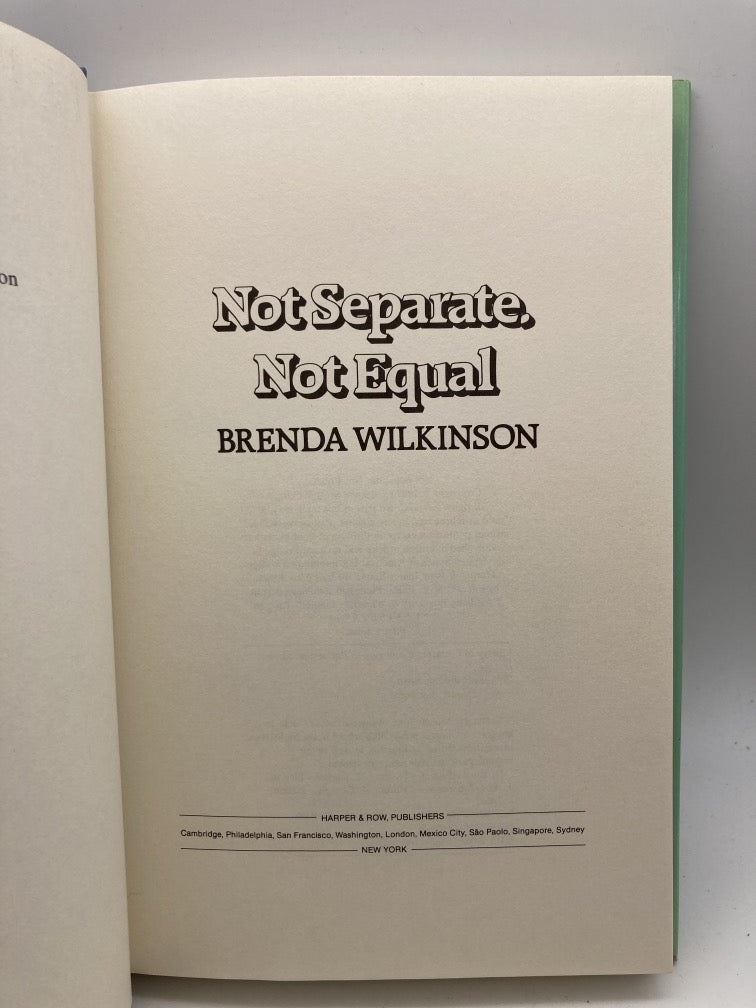 on
Not Separate,
Not Equal
BRENDA WILKINSON
HARPER & ROW, PUBLISHERS
Cambridge, Philadelphia, San Francisco, Washington, London, Mexico City, São Paolo, Singapore, Sydney
NEW YORK